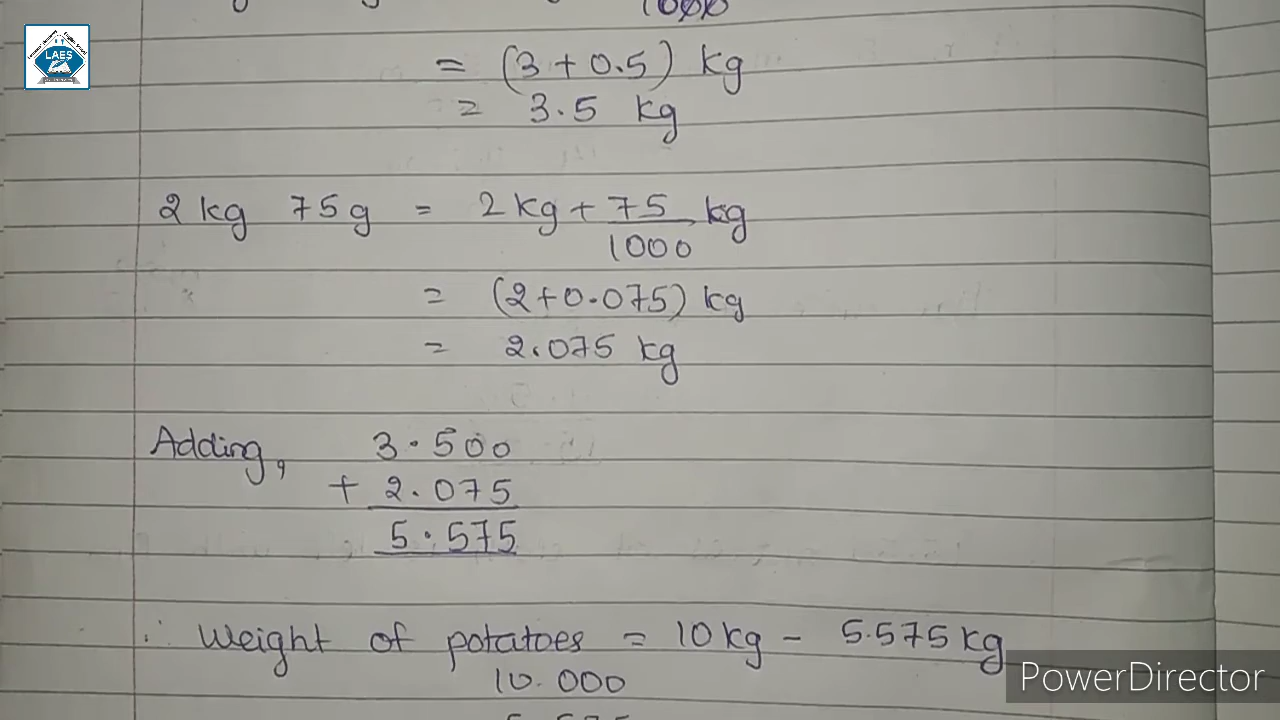 1000
= (3 + 0.5) kg
= 3.5 kg
2 kg 75 g = 2 kg + 75 kg
1000
= (2 + 0.075) kg
= 2.075 kg
Adding, 3.500
+ 2.075
5.575
∴ Weight of potatoes = 10 kg - 5.575 kg
10.000
LAES
PowerDirector